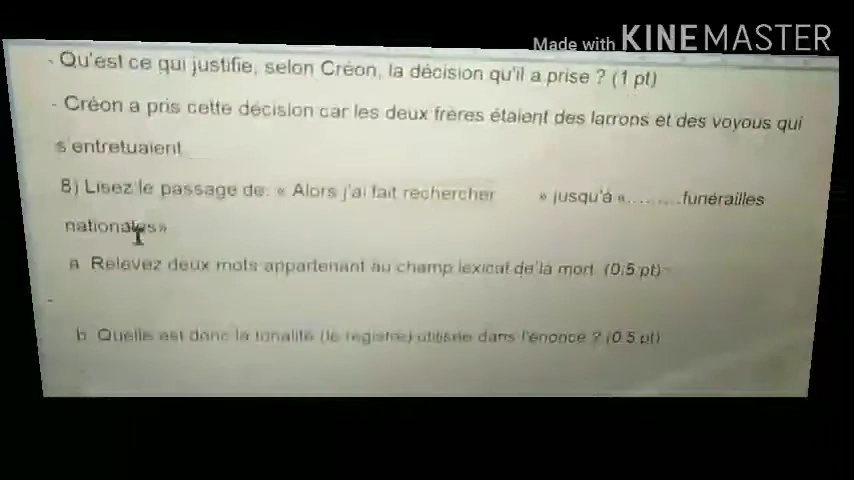 Made with KINEMASTER
- Qu'est ce qui justifie, selon Créon, la décision qu'il a prise ? (1 pt)
- Créon a pris cette décision car les deux frères étaient des larrons et des voyous qui
s'entretuaient
8) Lisez le passage de: « Alors j'ai fait rechercher » jusqu'à «.........funérailles
nationales»
a Relevez deux mots appartenant au champ lexical de la mort (0,5 pt)
-
b Quelle est donc la tonalité (le registre) utilisée dans l'énoncé ? (0.5 pt)